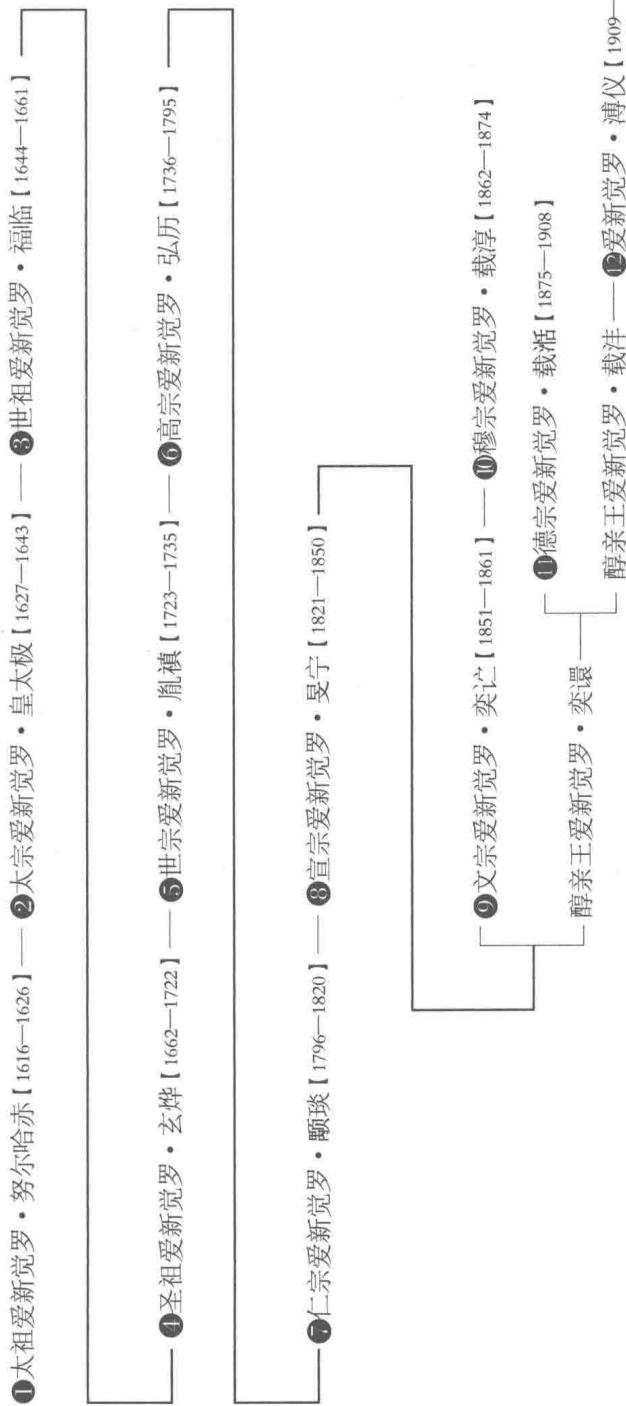 ❶太祖爱新觉罗·努尔哈赤【1616—1626】——❷太宗爱新觉罗·皇太极【1627—1643】——❸世祖爱新觉罗·福临【1644—1661】
❹圣祖爱新觉罗·玄烨【1662—1722】——❺世宗爱新觉罗·胤禛【1723—1735】——❻高宗爱新觉罗·弘历【1736—1795】
❼仁宗爱新觉罗·颙琰【1796—1820】——❽宣宗爱新觉罗·旻宁【1821—1850】
❾文宗爱新觉罗·奕詝【1851—1861】——❿穆宗爱新觉罗·载淳【1862—1874】
⓫德宗爱新觉罗·载湉【1875—1908】
醇亲王爱新觉罗·奕譞
醇亲王爱新觉罗·载沣——⓬爱新觉罗·溥仪【1909—